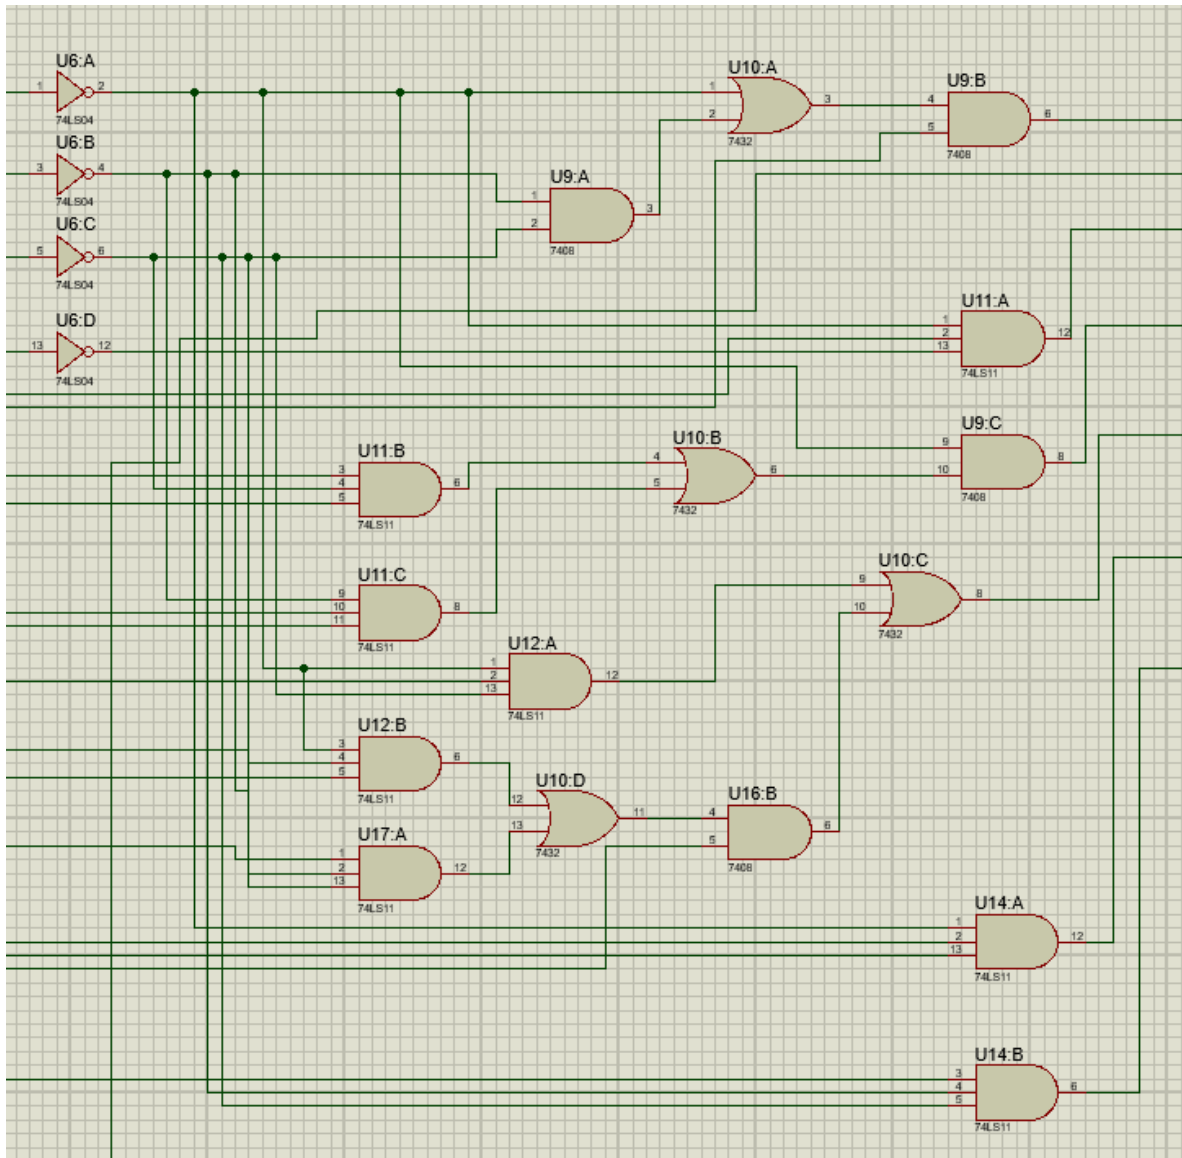 U6:A
1
2
74LS04
U6:B
3
4
74LS04
U6:C
5
6
74LS04
U6:D
13
12
74LS04
U10:A
1
2
3
7432
U9:B
4
5
6
7408
U9:A
1
2
3
7408
U11:A
1
2
13
12
74LS11
U9:C
9
10
8
7408
U11:B
3
4
5
6
74LS11
U10:B
4
5
6
7432
U11:C
9
10
11
8
74LS11
U10:C
9
10
8
7432
U12:A
1
2
13
12
74LS11
U12:B
3
4
5
6
74LS11
U10:D
12
13
11
7432
U16:B
4
5
6
7408
U17:A
1
2
13
12
74LS11
U14:A
1
2
13
12
74LS11
U14:B
3
4
5
6
74LS11